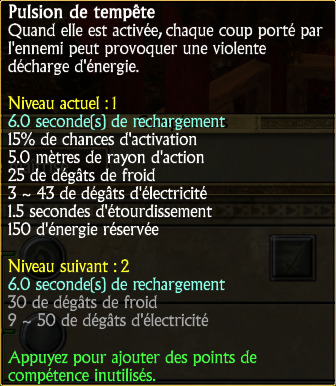 Pulsion de tempête
Quand elle est activée, chaque coup porté par
l'ennemi peut provoquer une violente
décharge d'énergie.
Niveau actuel : 1
6.0 seconde(s) de rechargement
15% de chances d'activation
5.0 mètres de rayon d'action
25 de dégâts de froid
3 ~ 43 de dégâts d'électricité
1.5 secondes d'étourdissement
150 d'énergie réservée
Niveau suivant : 2
6.0 seconde(s) de rechargement
30 de dégâts de froid
9 ~ 50 de dégâts d'électricité
Appuyez pour ajouter des points de
compétence inutilisés.